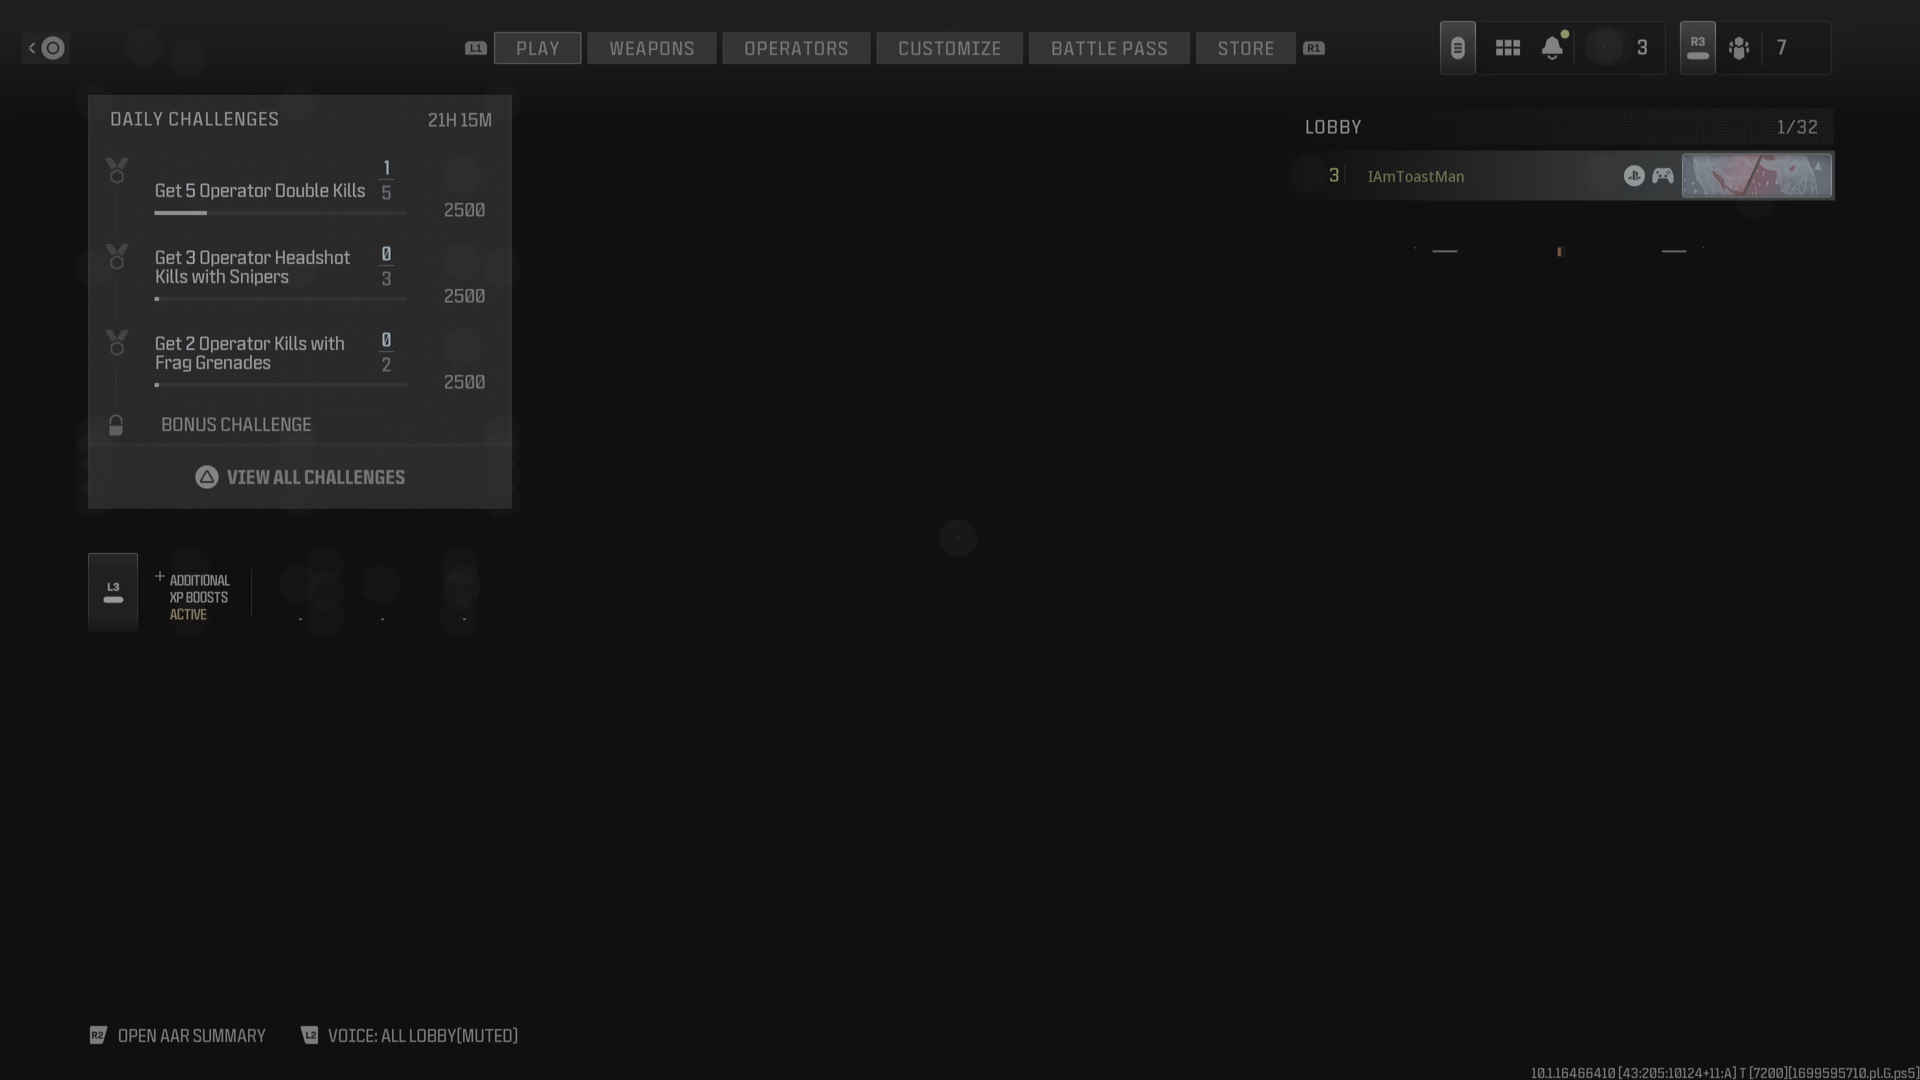 L1
PLAY
WEAPONS
OPERATORS
CUSTOMIZE
BATTLE PASS
STORE
R1
3
R3
7
DAILY CHALLENGES
21H 15M
Get 5 Operator Double Kills
1
5
2500
Get 3 Operator Headshot
Kills with Snipers
0
3
2500
Get 2 Operator Kills with
Frag Grenades
0
2
2500
BONUS CHALLENGE
VIEW ALL CHALLENGES
LOBBY
1/32
3
IAmToastMan
L3
+ ADDITIONAL
XP BOOSTS
ACTIVE
R2 OPEN AAR SUMMARY
L2 VOICE: ALL LOBBY[MUTED]
10.1.16466410 [43:205:10124+11:A] T [7200][1699595710.pl.G.ps5]